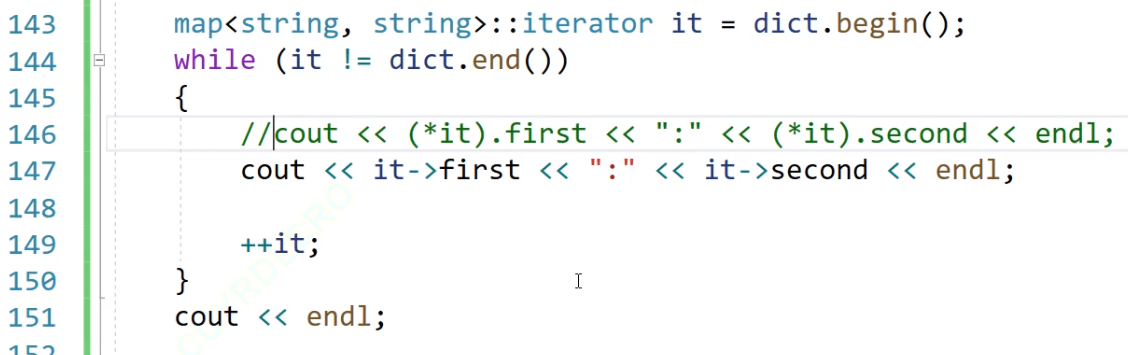 143 map<string, string>::iterator it = dict.begin();
144 while (it != dict.end())
145 {
146 //cout << (*it).first << ":" << (*it).second << endl;
147 cout << it->first << ":" << it->second << endl;
148
149 ++it;
150 }
151 cout << endl;
152